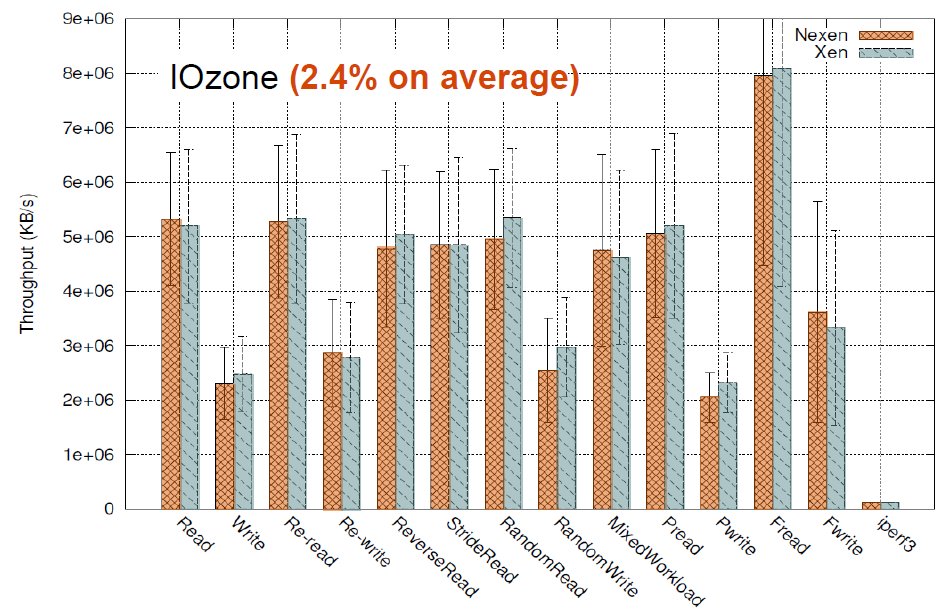 9e+06
8e+06
7e+06
6e+06
5e+06
4e+06
3e+06
2e+06
1e+06
0
Throughput (KB/s)
IOzone (2.4% on average)
Nexen
Xen
Read
Write
Re-read
Re-write
ReverseRead
StrideRead
RandomRead
RandomWrite
MixedWorkload
Pread
Pwrite
Fread
Fwrite
iperf3